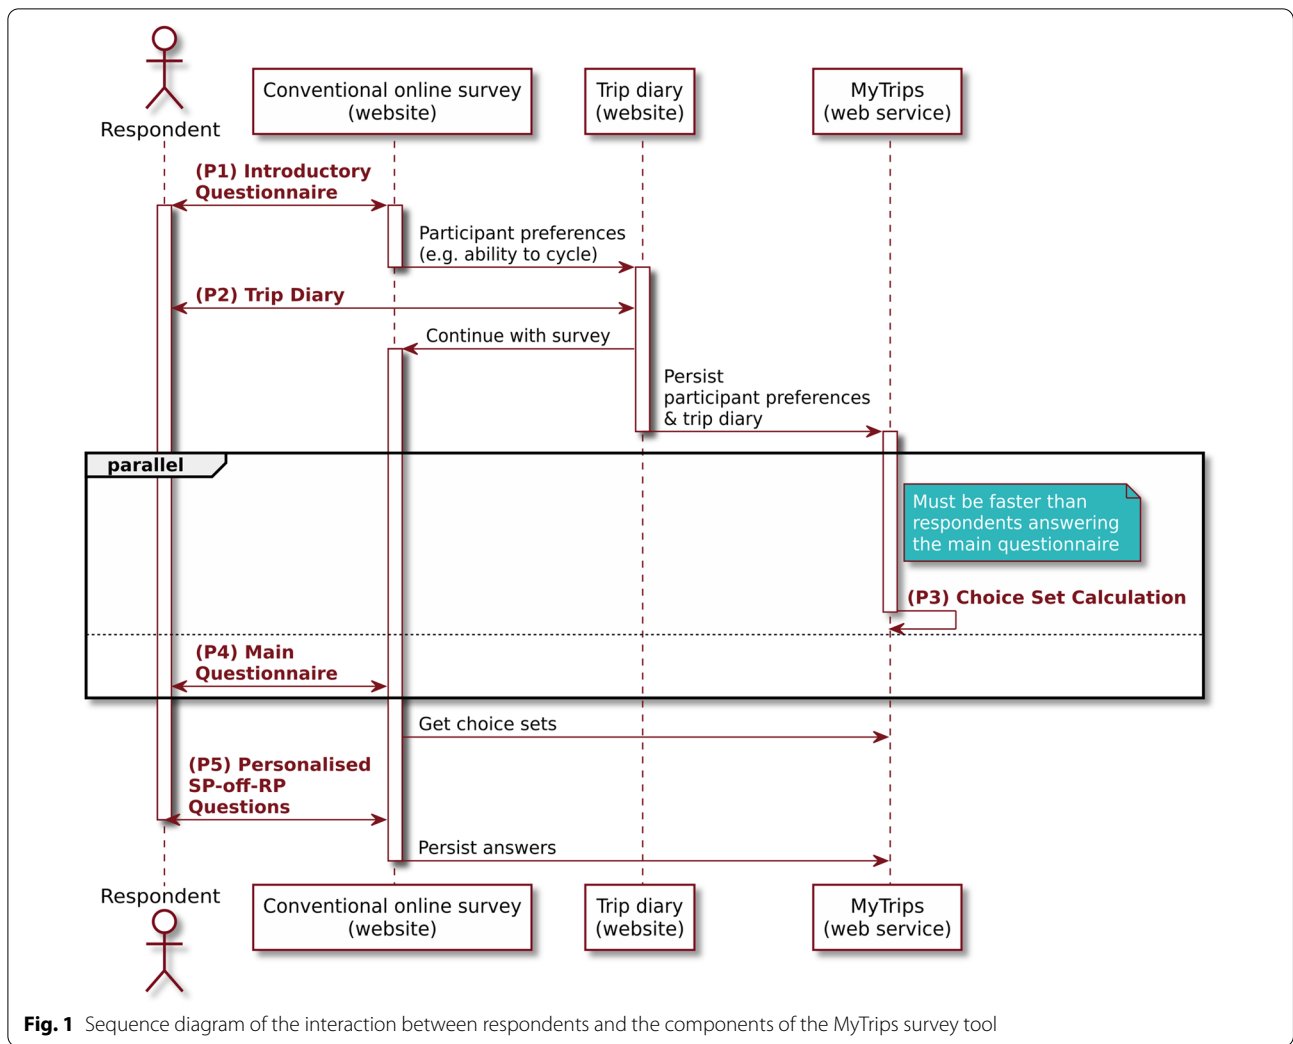 Respondent
Conventional online survey
(website)
Trip diary
(website)
MyTrips
(web service)
(P1) Introductory
Questionnaire
Participant preferences
(e.g. ability to cycle)
(P2) Trip Diary
Continue with survey
Persist
participant preferences
& trip diary
parallel
Must be faster than
respondents answering
the main questionnaire
(P3) Choice Set Calculation
(P4) Main
Questionnaire
Get choice sets
(P5) Personalised
SP-off-RP
Questions
Persist answers
Respondent
Conventional online survey
(website)
Trip diary
(website)
MyTrips
(web service)
Fig. 1 Sequence diagram of the interaction between respondents and the components of the MyTrips survey tool